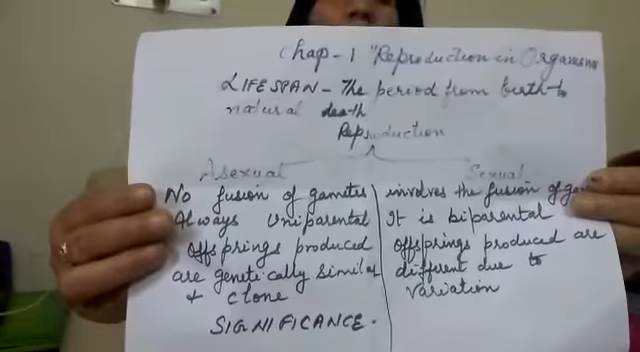 Chap-1 "Reproduction in Organisms
LIFESPAN - The period from birth to
natural death
Reproduction
Asexual
Sexual
No fusion of gametes
Always Uniparental
Offsprings produced
are genetically similar
+ clone
involves the fusion of
It is biparental
Offsprings produced are
different due to
variation
SIGNIFICANCE.